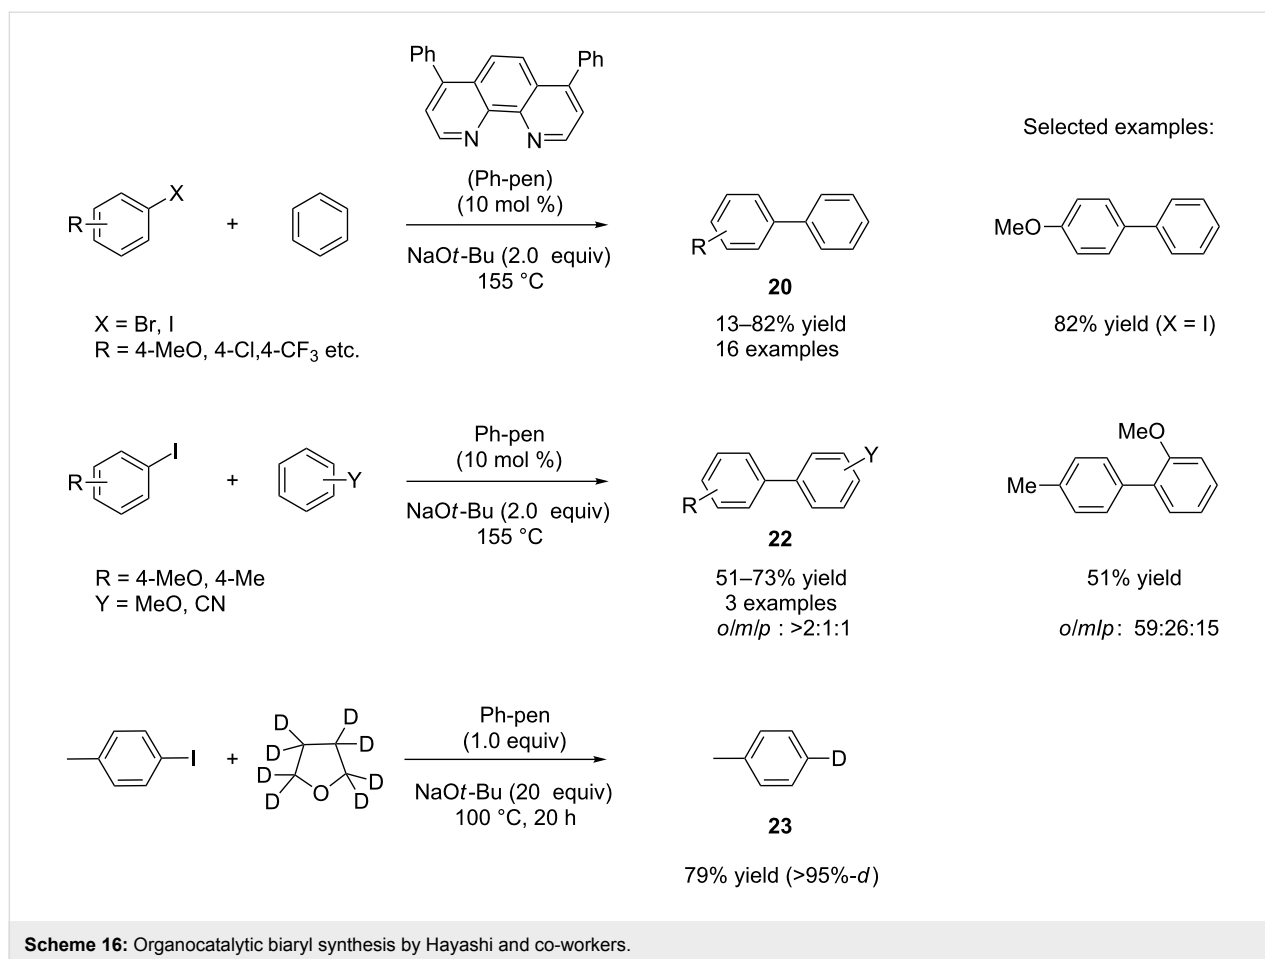 Ph
Ph
N
N
Selected examples:
(Ph-pen)
(10 mol %)
R
X
+
NaOt-Bu (2.0 equiv)
155 °C
R
20
MeO
X = Br, I
R = 4-MeO, 4-Cl,4-CF3 etc.
13–82% yield
16 examples
82% yield (X = I)
R
I
+
Y
Ph-pen
(10 mol %)
NaOt-Bu (2.0 equiv)
155 °C
R
Y
22
MeO
Me
R = 4-MeO, 4-Me
Y = MeO, CN
51–73% yield
3 examples
o/m/p : >2:1:1
51% yield
o/m/p: 59:26:15
I
+
D
D
D
D
D
D
D
D
O
Ph-pen
(1.0 equiv)
NaOt-Bu (20 equiv)
100 °C, 20 h
D
23
79% yield (>95%-d)
Scheme 16: Organocatalytic biaryl synthesis by Hayashi and co-workers.